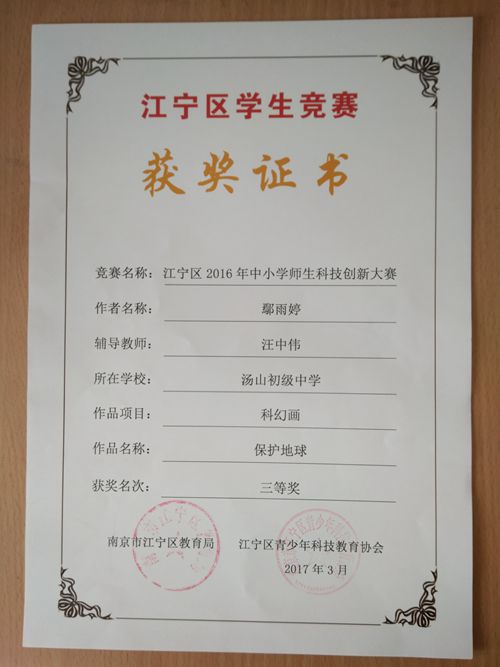 江宁区学生竞赛
获奖证书
竞赛名称：江宁区 2016 年中小学师生科技创新大赛
作者名称：鄢雨婷
辅导教师：汪中伟
所在学校：汤山初级中学
作品项目：科幻画
作品名称：保护地球
获奖名次：三等奖
南京市江宁区教育局 江宁区青少年科技教育协会
2017 年 3 月